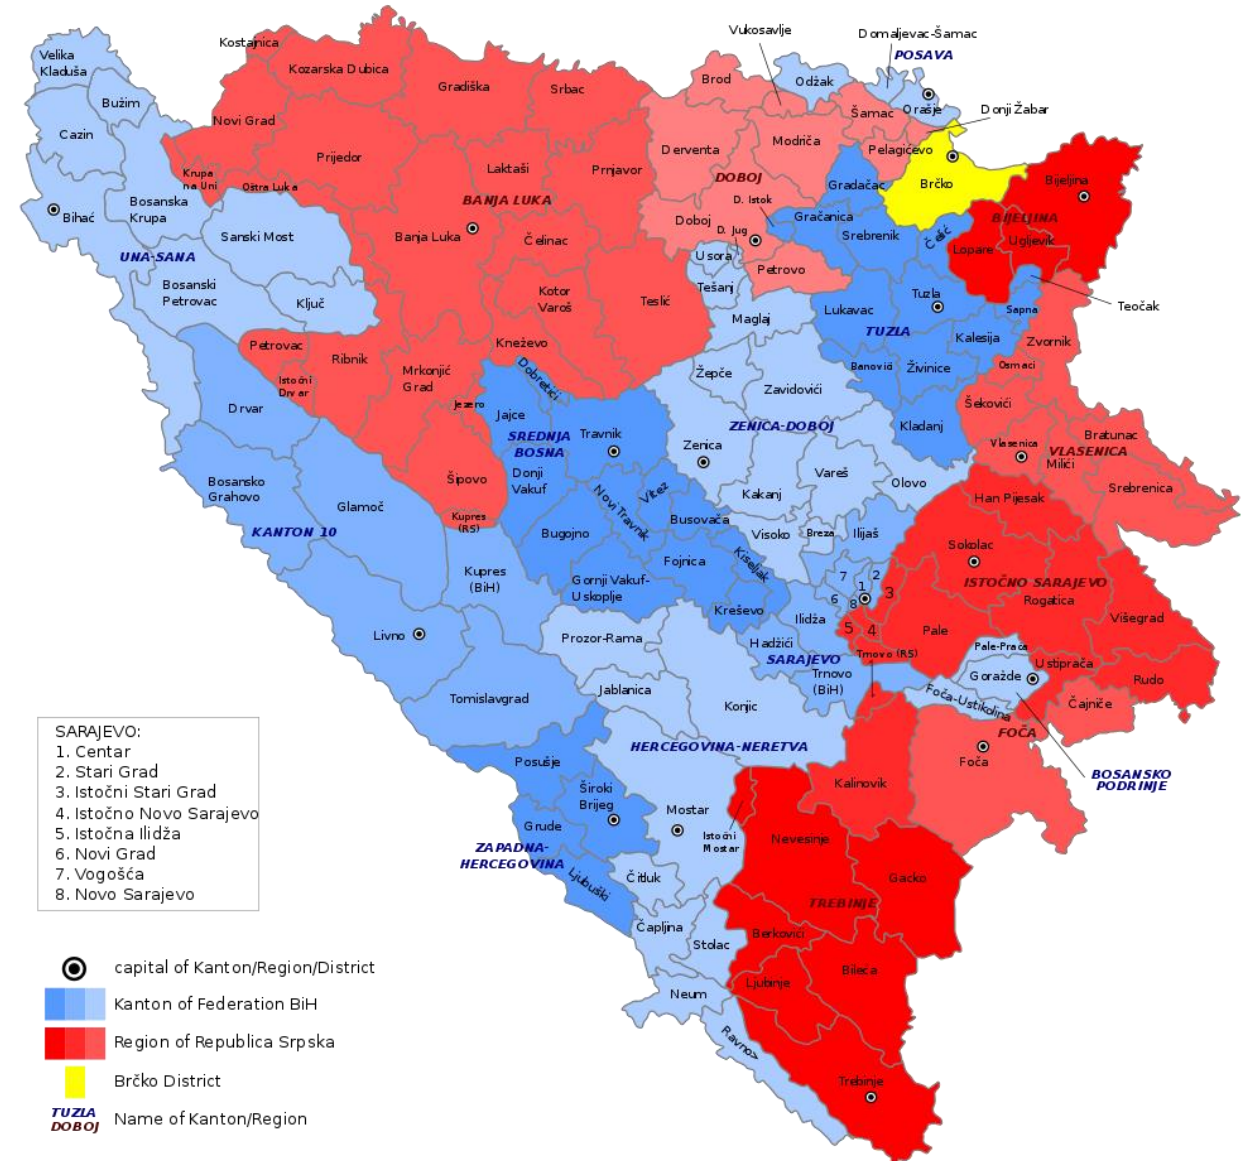 Vukosavlje
Domaljevac-Šamac
POSAVA
Velika
Kladuša
Kostajnica
Kozarska Dubica
Gradiška
Srbac
Brod
Odžak
Bužim
Cazin
Novi Grad
Šamac
Orašje
Donji Žabar
Prijedor
Laktaši
Prnjavor
Derventa
Modriča
Pelagićevo
Krupa
na Uni
Oštra Luka
BANJA LUKA
DOBOJ
Gradačac
Brčko
Bijeljina
Bihać
Bosanska
Krupa
Sanski Most
Banja Luka
Čelinac
Doboj
D. Istok
D. Jug
Gračanica
Srebrenik
Čelić
BIJELJINA
Lopare
Ugljevik
UNA-SANA
Bosanski
Petrovac
Ključ
Kotor
Varoš
Teslić
Usora
Tešanj
Petrovo
Maglaj
Lukavac
Tuzla
TUZLA
Sapna
Teočak
Kalesija
Zvornik
Petrovac
Ribnik
Istočni
Drvar
Mrkonjić
Grad
Kneževo
Dobretići
Žepče
Zavidovići
Banovići
Živinice
Osmaci
Šekovići
Drvar
Jezero
Jajce
Travnik
SREDNJA
BOSNA
ZENICA-DOBOJ
Zenica
Kladanj
Vlasenica
Bratunac
VLASENICA
Milići
Srebrenica
Bosansko
Grahovo
Glamoč
Šipovo
Donji
Vakuf
Novi Travnik
Vitez
Kakanj
Vareš
Olovo
Han Pijesak
KANTON 10
Kupres
(RS)
Bugojno
Busovača
Visoko
Breza
Ilijaš
Sokolac
ISTOČNO SARAJEVO
Kupres
(BiH)
Gornji Vakuf-
Uskoplje
Fojnica
Kiseljak
Kreševo
7
2
1
6
8
3
5
4
Rogatica
Višegrad
Livno
Prozor-Rama
Hadžići
Ilidža
Pale
SARAJEVO
Trnovo (RS)
Trnovo
(BiH)
Pale-Prača
Goražde
Ustiprača
Rudo
Tomislavgrad
Jablanica
Konjic
Foča-Ustikolina
Čajniče
HERCEGOVINA-NERETVA
FOČA
Foča
BOSANSKO
PODRINJE
Posušje
Široki
Brijeg
Grude
Mostar
Istočni
Mostar
Kalinovik
Nevesinje
ZAPADNA-
HERCEGOVINA
Ljubuški
Čitluk
Gacko
TREBINJE
Čapljina
Stolac
Berkovići
Bileća
Ljubinje
Neum
Ravno
Trebinje
SARAJEVO:
1. Centar
2. Stari Grad
3. Istočni Stari Grad
4. Istočno Novo Sarajevo
5. Istočna Ilidža
6. Novi Grad
7. Vogošća
8. Novo Sarajevo
capital of Kanton/Region/District
Kanton of Federation BiH
Region of Republica Srpska
Brčko District
TUZLA
DOBOJ
Name of Kanton/Region